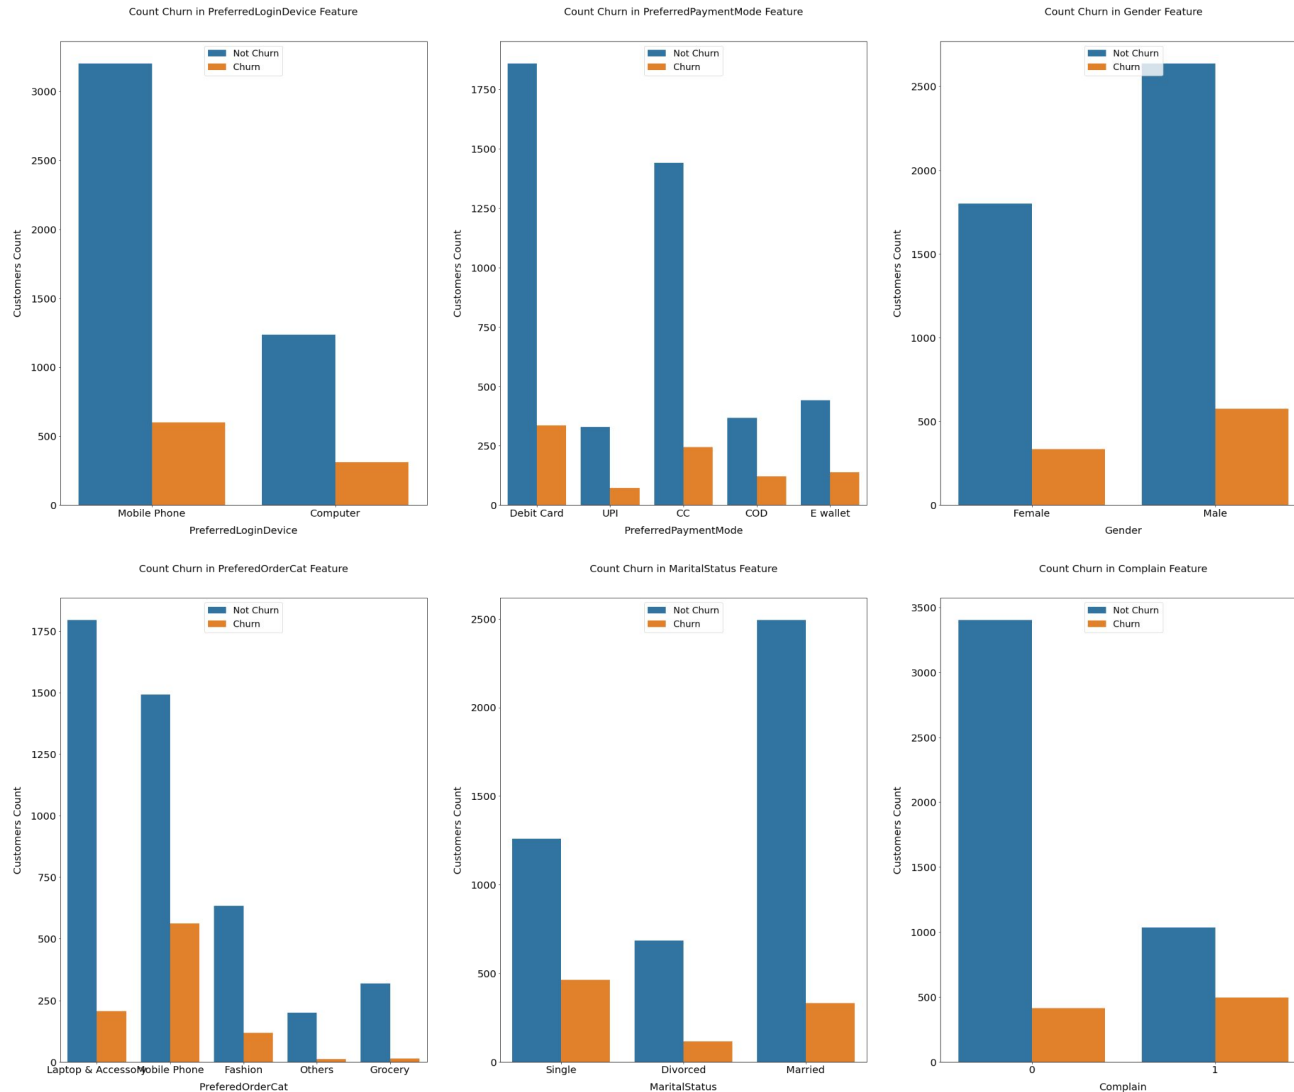 Count Churn in PreferredLoginDevice Feature
Not Churn
Churn
3000
2500
2000
1500
1000
500
0
Customers Count
Mobile Phone Computer
PreferredLoginDevice
Count Churn in PreferredPaymentMode Feature
Not Churn
Churn
1750
1500
1250
1000
750
500
250
0
Customers Count
Debit Card UPI CC COD E wallet
PreferredPaymentMode
Count Churn in Gender Feature
Not Churn
Churn
2500
2000
1500
1000
500
0
Customers Count
Female Male
Gender
Count Churn in PreferedOrderCat Feature
Not Churn
Churn
1750
1500
1250
1000
750
500
250
0
Customers Count
Laptop & Accessory Mobile Phone Fashion Others Grocery
PreferedOrderCat
Count Churn in MaritalStatus Feature
Not Churn
Churn
2500
2000
1500
1000
500
0
Customers Count
Single Divorced Married
MaritalStatus
Count Churn in Complain Feature
Not Churn
Churn
3500
3000
2500
2000
1500
1000
500
0
Customers Count
0 1
Complain